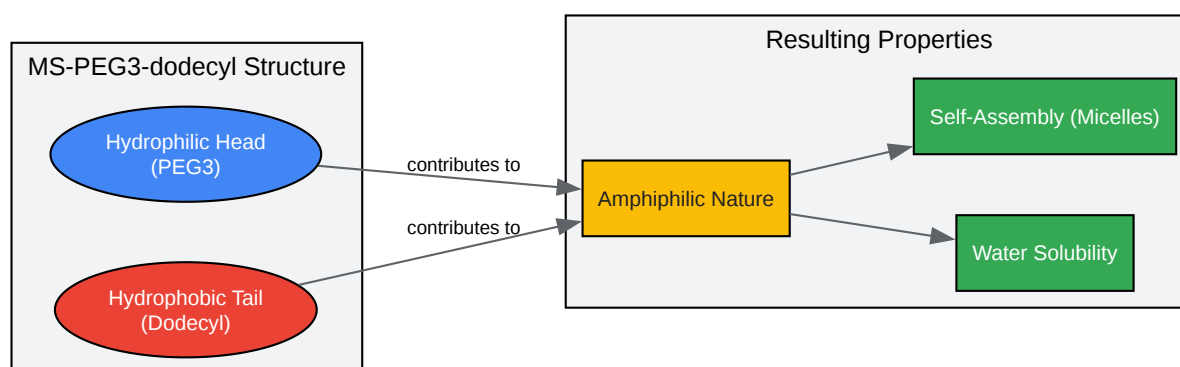 MS-PEG3-dodecyl Structure
Hydrophilic Head
(PEG3)
Hydrophobic Tail
(Dodecyl)
contributes to
contributes to
Resulting Properties
Amphiphilic Nature
Self-Assembly (Micelles)
Water Solubility